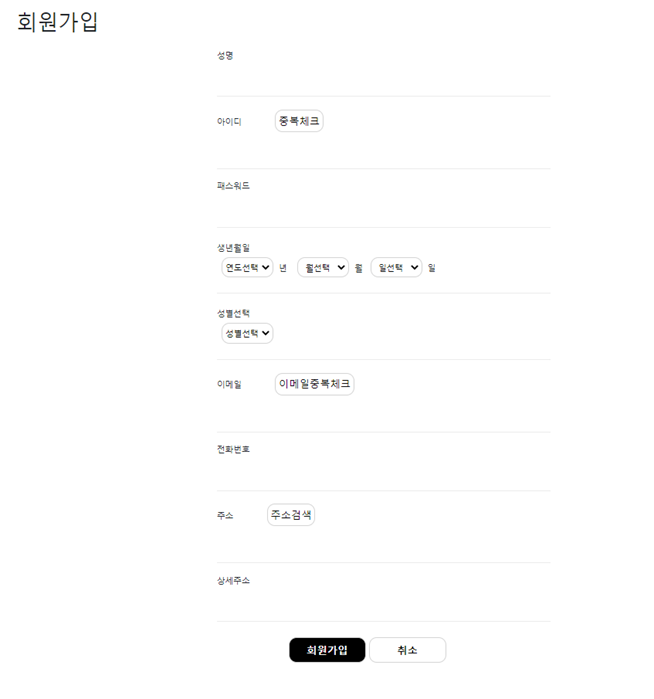 회원가입
성명
아이디 중복체크
패스워드
생년월일
연도선택 년 월선택 월 일선택 일
성별선택
성별선택
이메일 이메일중복체크
전화번호
주소 주소검색
상세주소
회원가입 취소